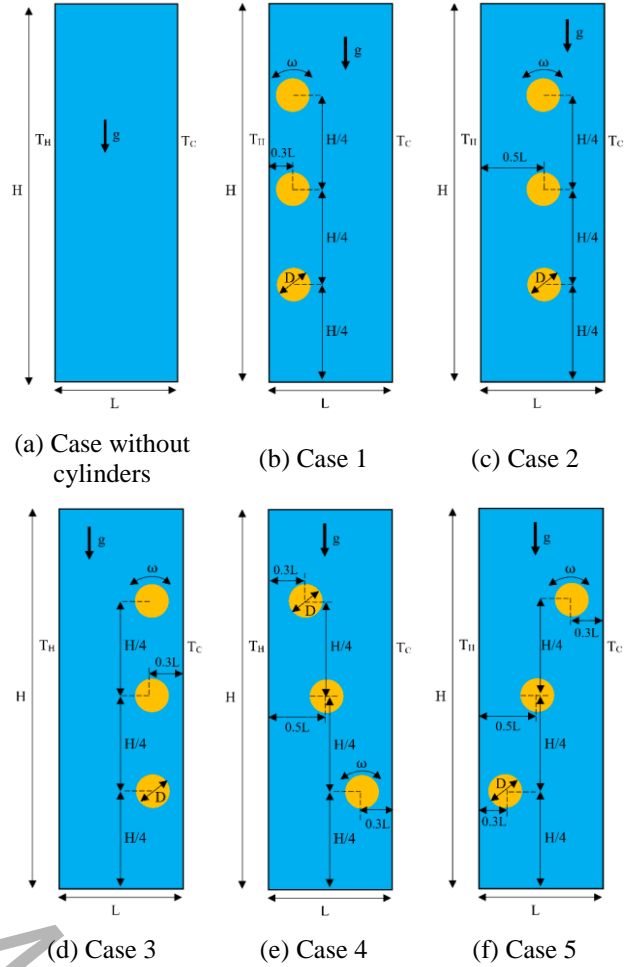 g
T_H
T_C
H
L
(a) Case without
cylinders
ω
g
T_H
T_C
0.3L
H/4
H
H/4
D
H/4
L
(b) Case 1
ω
g
T_H
T_C
0.5L
H/4
H
H/4
D
H/4
L
(c) Case 2
g
ω
T_H
T_C
H/4
0.3L
H
H/4
D
H/4
L
(d) Case 3
g
0.3L
D
T_H
T_C
H/4
H
0.5L
H/4
ω
0.3L
H/4
L
(e) Case 4
g
ω
0.3L
T_H
T_C
H/4
H
0.5L
H/4
D
0.3L
H/4
L
(f) Case 5